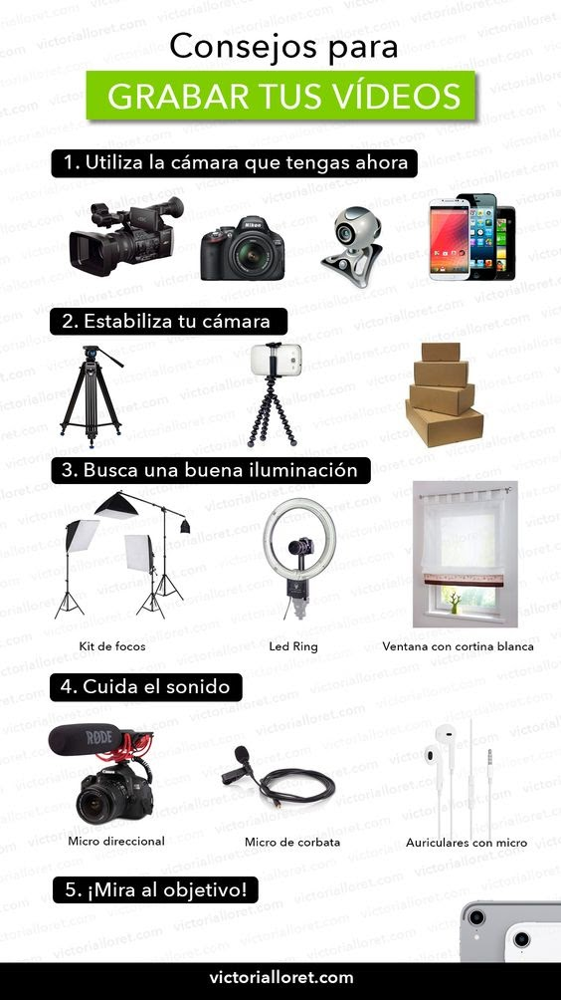 Consejos para
GRABAR TUS VÍDEOS
1. Utiliza la cámara que tengas ahora
Nikon
2. Estabiliza tu cámara
3. Busca una buena iluminación
Kit de focos
Led Ring
Ventana con cortina blanca
4. Cuida el sonido
RØDE
Canon
Micro direccional
Micro de corbata
Auriculares con micro
5. ¡Mira al objetivo!
victorialloret.com